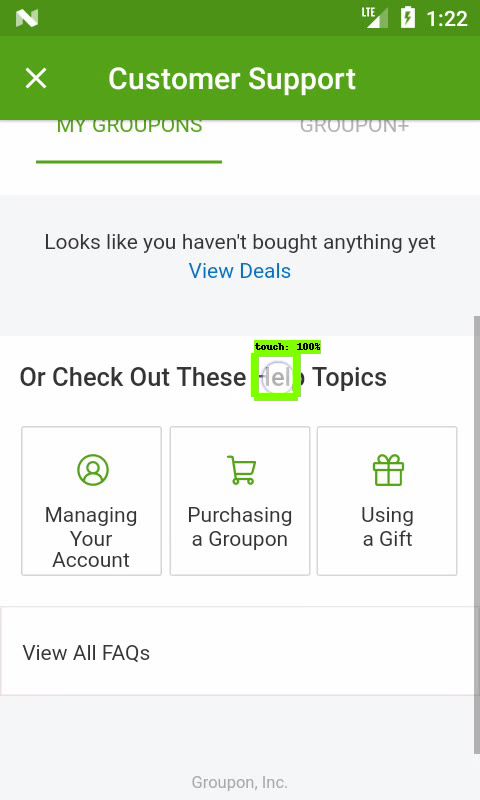 LTE 1:22
Customer Support
MY GROUPONS GROUPON+
Looks like you haven't bought anything yet
View Deals
touch: 100%
Or Check Out These Help Topics
Managing
Your
Account
Purchasing
a Groupon
Using
a Gift
View All FAQs
Groupon, Inc.